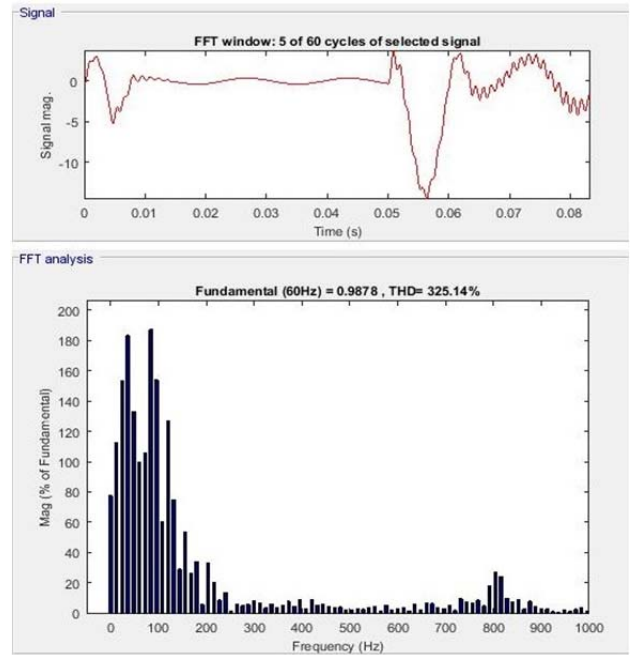 Signal
FFT window: 5 of 60 cycles of selected signal
Signal mag.
0
-5
-10
0 0.01 0.02 0.03 0.04 0.05 0.06 0.07 0.08
Time (s)
FFT analysis
Fundamental (60Hz) = 0.9878 , THD= 325.14%
Mag (% of Fundamental)
200
180
160
140
120
100
80
60
40
20
0
0 100 200 300 400 500 600 700 800 900 1000
Frequency (Hz)